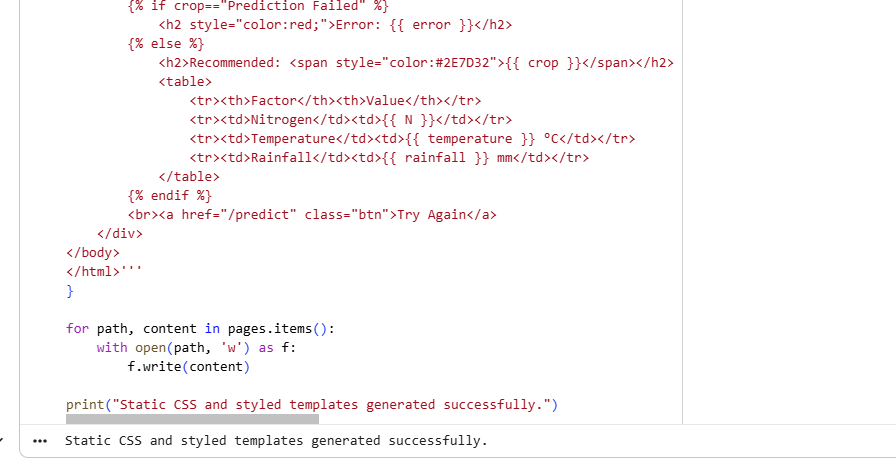 {% if crop=="Prediction Failed" %}
<h2 style="color:red;">Error: {{ error }}</h2>
{% else %}
<h2>Recommended: <span style="color:#2E7D32">{{ crop }}</span></h2>
<table>
<tr><th>Factor</th><th>Value</th></tr>
<tr><td>Nitrogen</td><td>{{ N }}</td></tr>
<tr><td>Temperature</td><td>{{ temperature }} °C</td></tr>
<tr><td>Rainfall</td><td>{{ rainfall }} mm</td></tr>
</table>
{% endif %}
<br><a href="/predict" class="btn">Try Again</a>
</div>
</body>
</html>'''
}
for path, content in pages.items():
with open(path, 'w') as f:
f.write(content)
print("Static CSS and styled templates generated successfully.")
Static CSS and styled templates generated successfully.